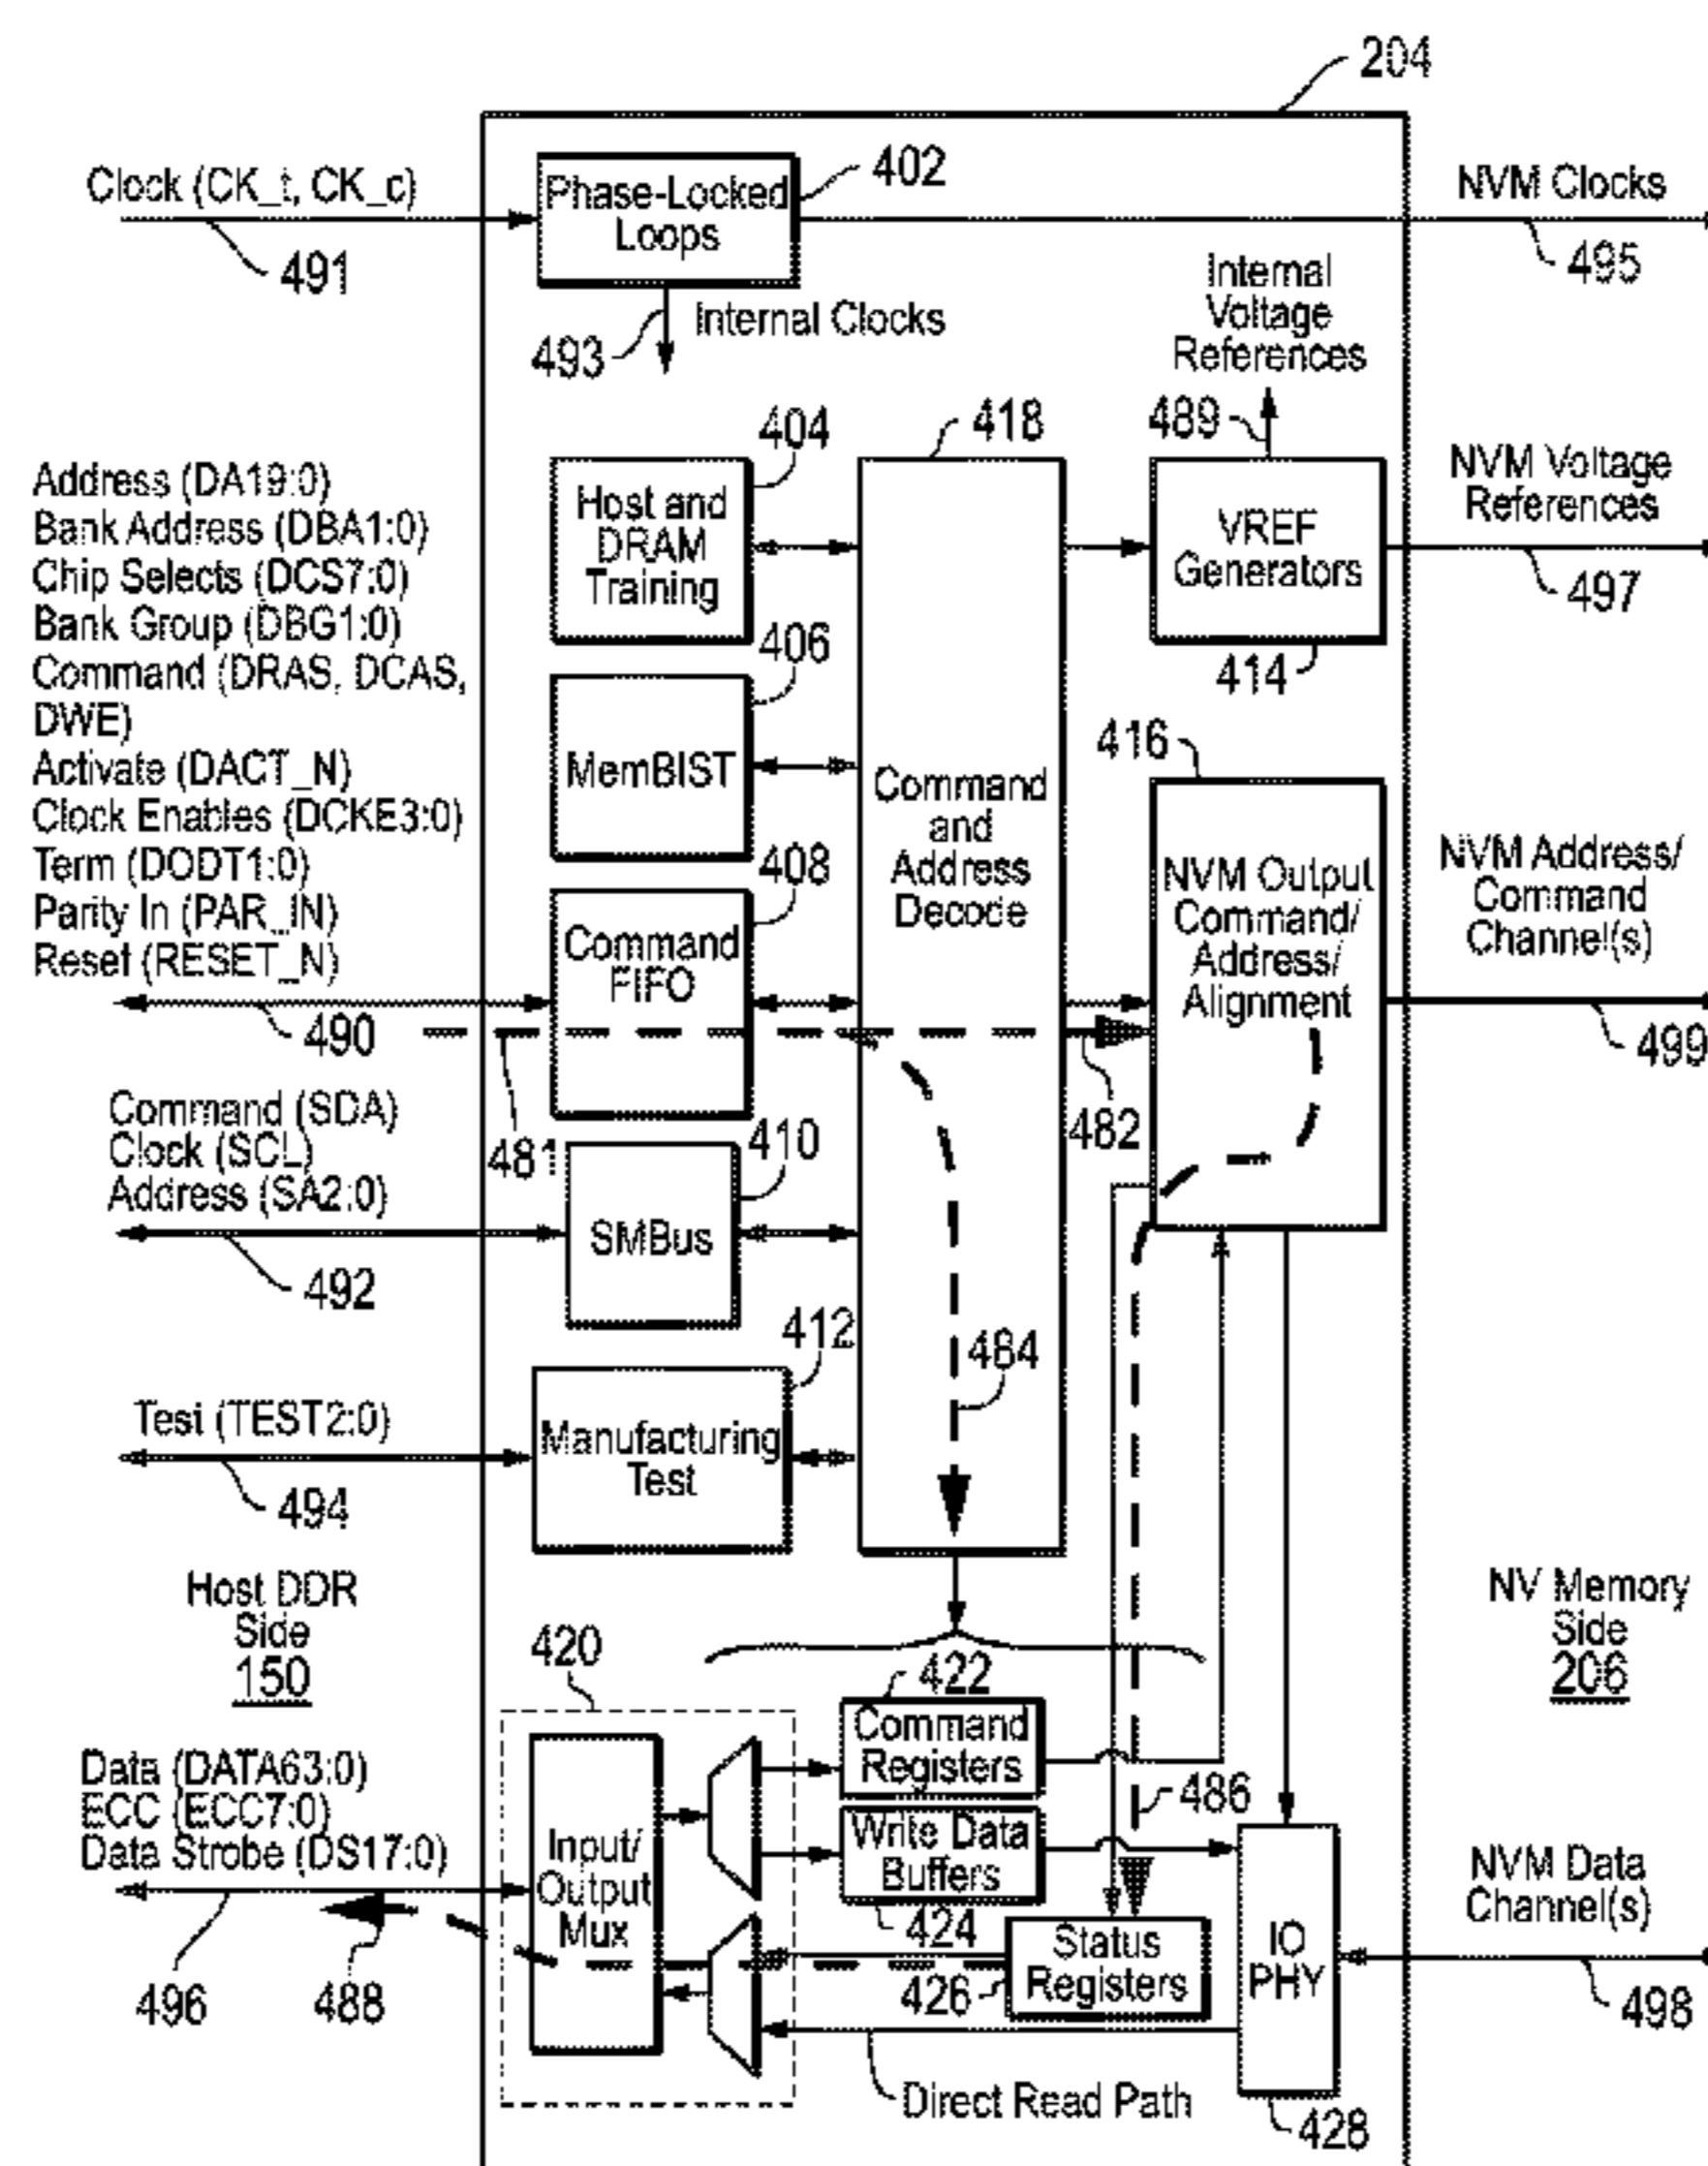 204
Clock (CK_t, CK_c)
491
Phase-Locked
Loops
402
NVM Clocks
495
493
Internal Clocks
Internal
Voltage
References
489
Address (DA19:0)
Bank Address (DBA1:0)
Chip Selects (DCS7:0)
Bank Group (DBG1:0)
Command (DRAS, DCAS,
DWE)
Activate (DACT_N)
Clock Enables (DCKE3:0)
Term (DODT1:0)
Parity In (PAR_IN)
Reset (RESET_N)
490
404
Host and
DRAM
Training
406
MemBIST
408
Command
FIFO
481
418
Command
and
Address
Decode
VREF
Generators
414
NVM Voltage
References
497
416
NVM Output
Command/
Address/
Alignment
NVM Address/
Command
Channel(s)
499
482
Command (SDA)
Clock (SCL)
Address (SA2:0)
492
410
SMBus
484
Test (TEST2:0)
494
412
Manufacturing
Test
Host DDR
Side
150
NV Memory
Side
206
420
422
Command
Registers
486
Data (DATA63:0)
ECC (ECC7:0)
Data Strobe (DS17:0)
496
488
Input/
Output
Mux
Write Data
Buffers
424
Status
Registers
426
IO
PHY
428
NVM Data
Channel(s)
498
Direct Read Path